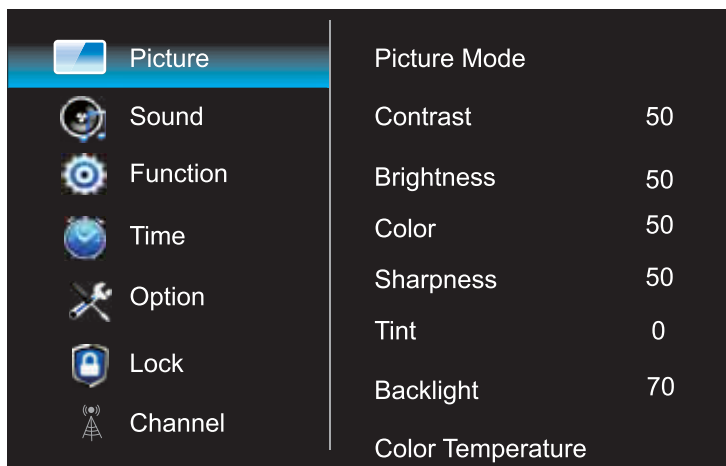 Picture
Sound
Function
Time
Option
Lock
Channel
Picture Mode
Contrast 50
Brightness 50
Color 50
Sharpness 50
Tint 0
Backlight 70
Color Temperature